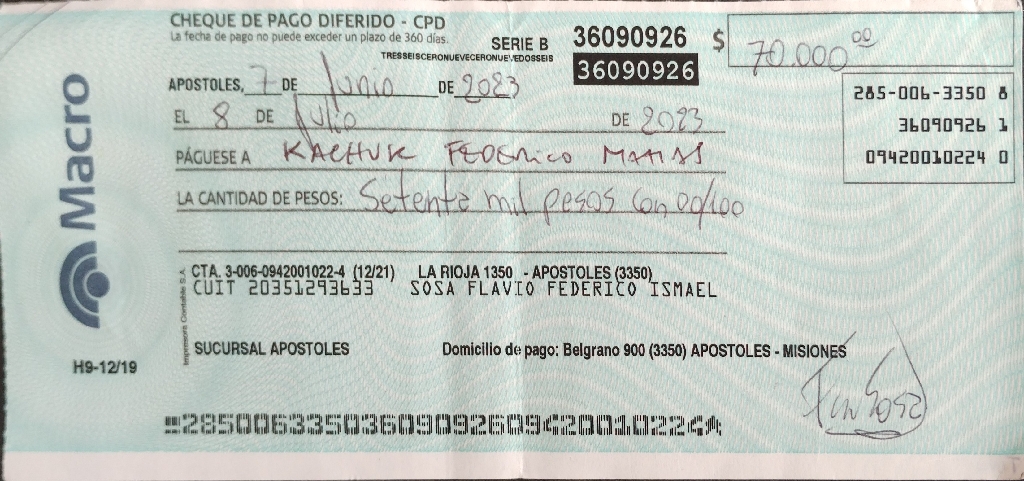 CHEQUE DE PAGO DIFERIDO - CPD
La fecha de pago no puede exceder un plazo de 360 días.
SERIE B 36090926 $ 70.000 00
TRESSEISCERONUEVECERONUEVEDOSSEIS
36090926
APOSTOLES, 7 DE Junio DE 2023
285-006-3350 8
EL 8 DE Julio DE 2023
36090926 1
PÁGUESE A KACHUK FEDERICO MATIAS
09420010224 0
LA CANTIDAD DE PESOS: Setenta mil pesos con 00/100
Macro
CTA. 3-006-0942001022-4 (12/21) LA RIOJA 1350 - APOSTOLES (3350)
CUIT 20351293633 SOSA FLAVIO FEDERICO ISMAEL
Impresora Contable S.A.
SUCURSAL APOSTOLES Domicilio de pago: Belgrano 900 (3350) APOSTOLES - MISIONES
H9-12/19
Sosa
285006335036090926094200102244